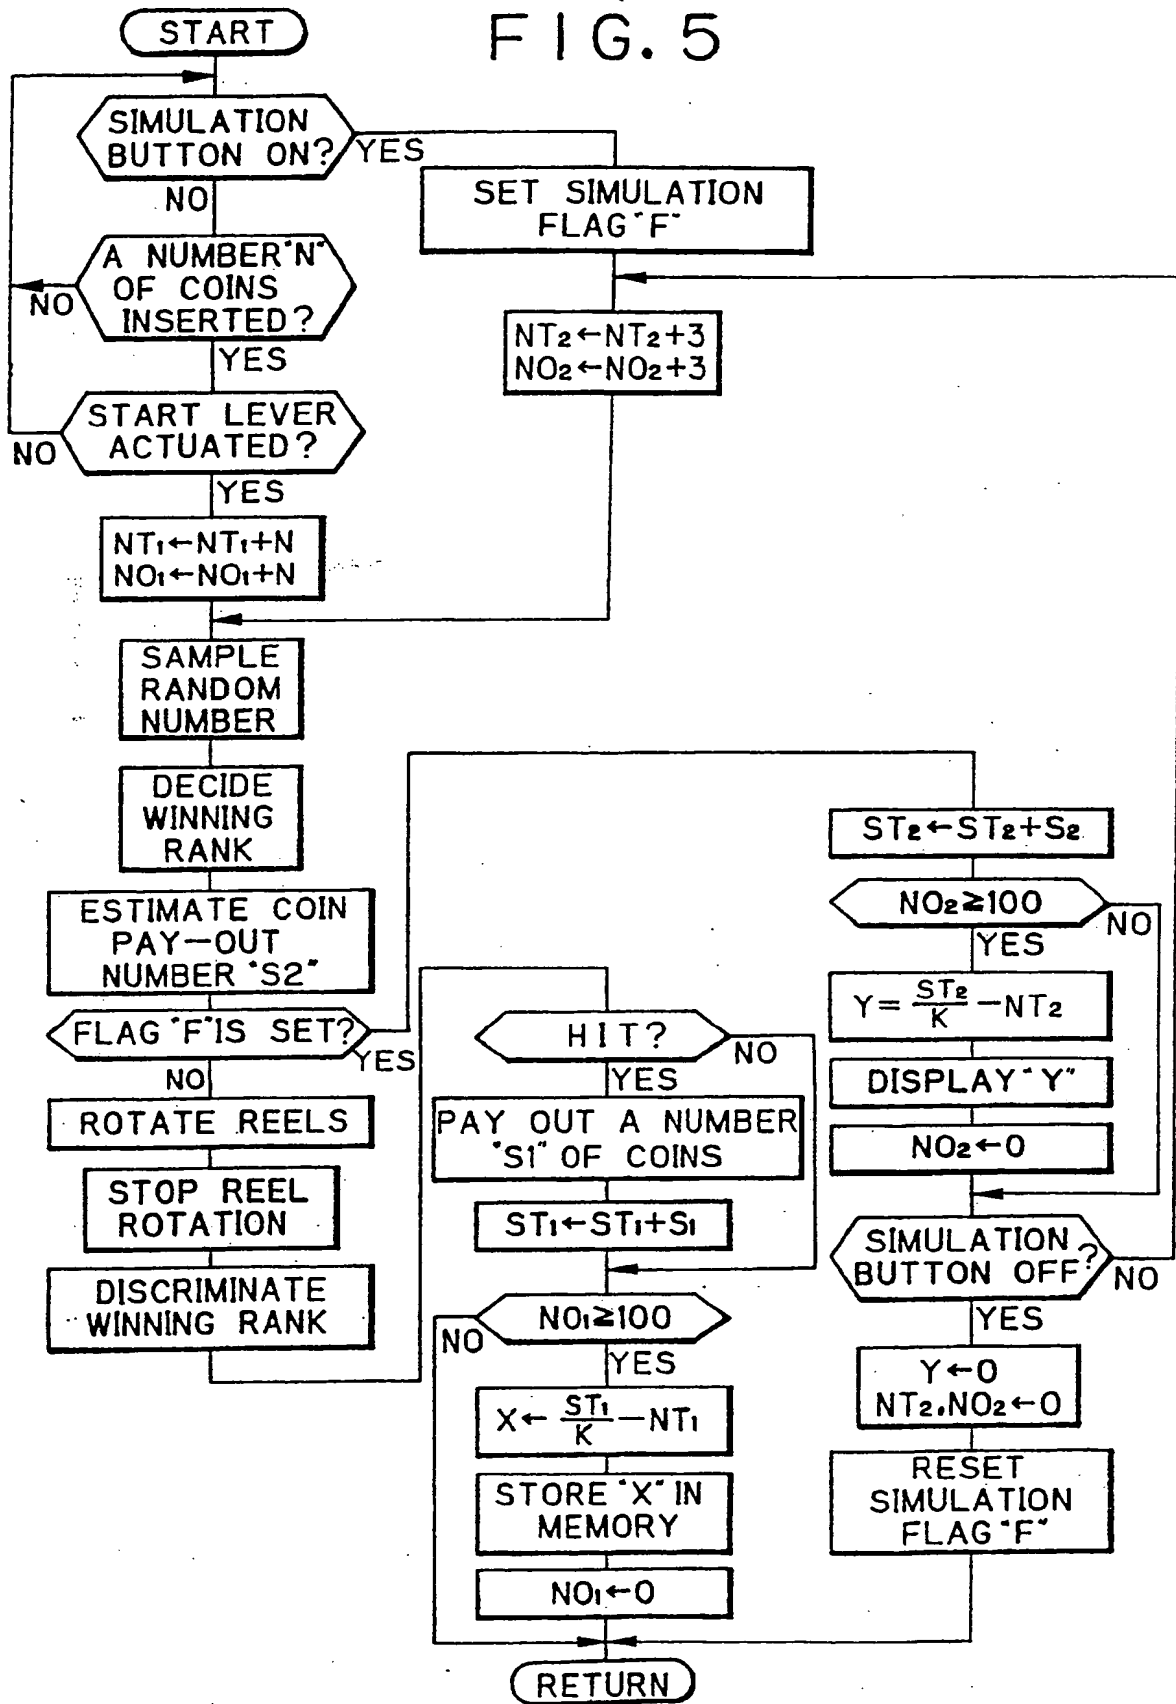 FIG. 5
START
SIMULATION
BUTTON ON?
YES
NO
SET SIMULATION
FLAG "F"
A NUMBER "N"
OF COINS
INSERTED?
NO
YES
NT₂←NT₂+3
NO₂←NO₂+3
START LEVER
ACTUATED?
NO
YES
NT₁←NT₁+N
NO₁←NO₁+N
SAMPLE
RANDOM
NUMBER
DECIDE
WINNING
RANK
ESTIMATE COIN
PAY-OUT
NUMBER "S2"
FLAG "F" IS SET?
YES
NO
ROTATE REELS
STOP REEL
ROTATION
DISCRIMINATE
WINNING RANK
HIT?
NO
YES
PAY OUT A NUMBER
"S1" OF COINS
ST₁←ST₁+S₁
NO₁≧100
NO
YES
X← ST₁/K −NT₁
STORE "X" IN
MEMORY
NO₁←0
ST₂←ST₂+S₂
NO₂≧100
NO
YES
Y= ST₂/K −NT₂
DISPLAY "Y"
NO₂←0
SIMULATION
BUTTON OFF?
NO
YES
Y←0
NT₂.NO₂←0
RESET
SIMULATION
FLAG "F"
RETURN